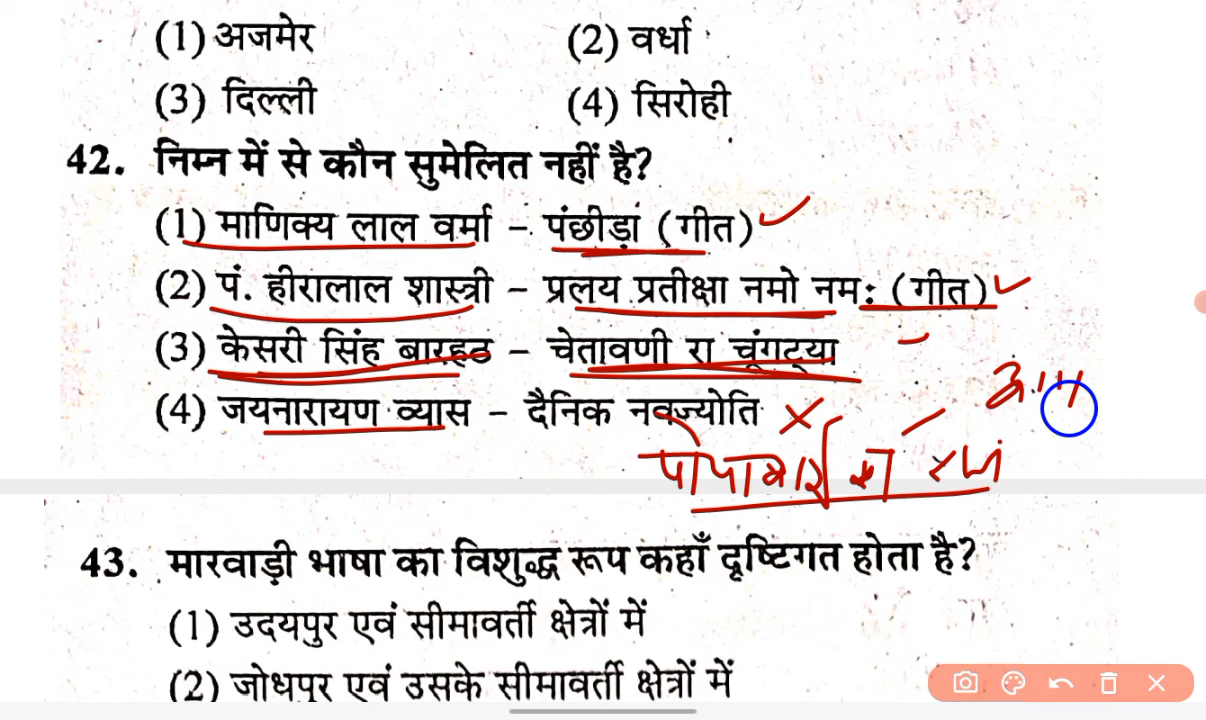 (1) अजमेर (2) वर्धा
(3) दिल्ली (4) सिरोही
42. निम्न में से कौन सुमेलित नहीं है?
(1) माणिक्य लाल वर्मा – पंछीड़ा (गीत)
(2) पं. हीरालाल शास्त्री – प्रलय प्रतीक्षा नमो नमः (गीत)
(3) केसरी सिंह बारहठ – चेतावणी रा चूंगट्या
(4) जयनारायण व्यास – दैनिक नवज्योति
पोपाबाई का
43. मारवाड़ी भाषा का विशुद्ध रूप कहाँ दृष्टिगत होता है?
(1) उदयपुर एवं सीमावर्ती क्षेत्रों में
(2) जोधपुर एवं उसके सीमावर्ती क्षेत्रों में